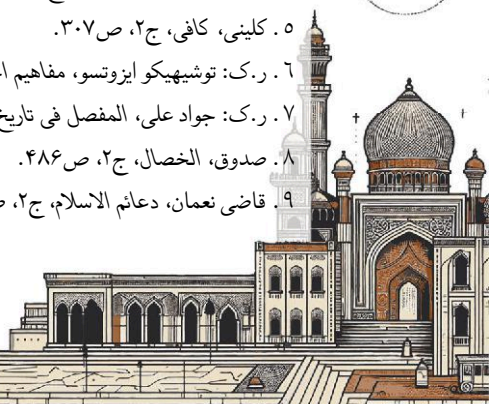 ۵. کلینی، کافی، ج۲، ص۳۰۷.
۶. ر.ک: توشیهیکو ایزوتسو، مفاهیم
۷. ر.ک: جواد علی، المفصل فی تاریخ
۸. صدوق، الخصال، ج۲، ص۴۸۶.
۹. قاضی نعمان، دعائم الاسلام، ج۲،